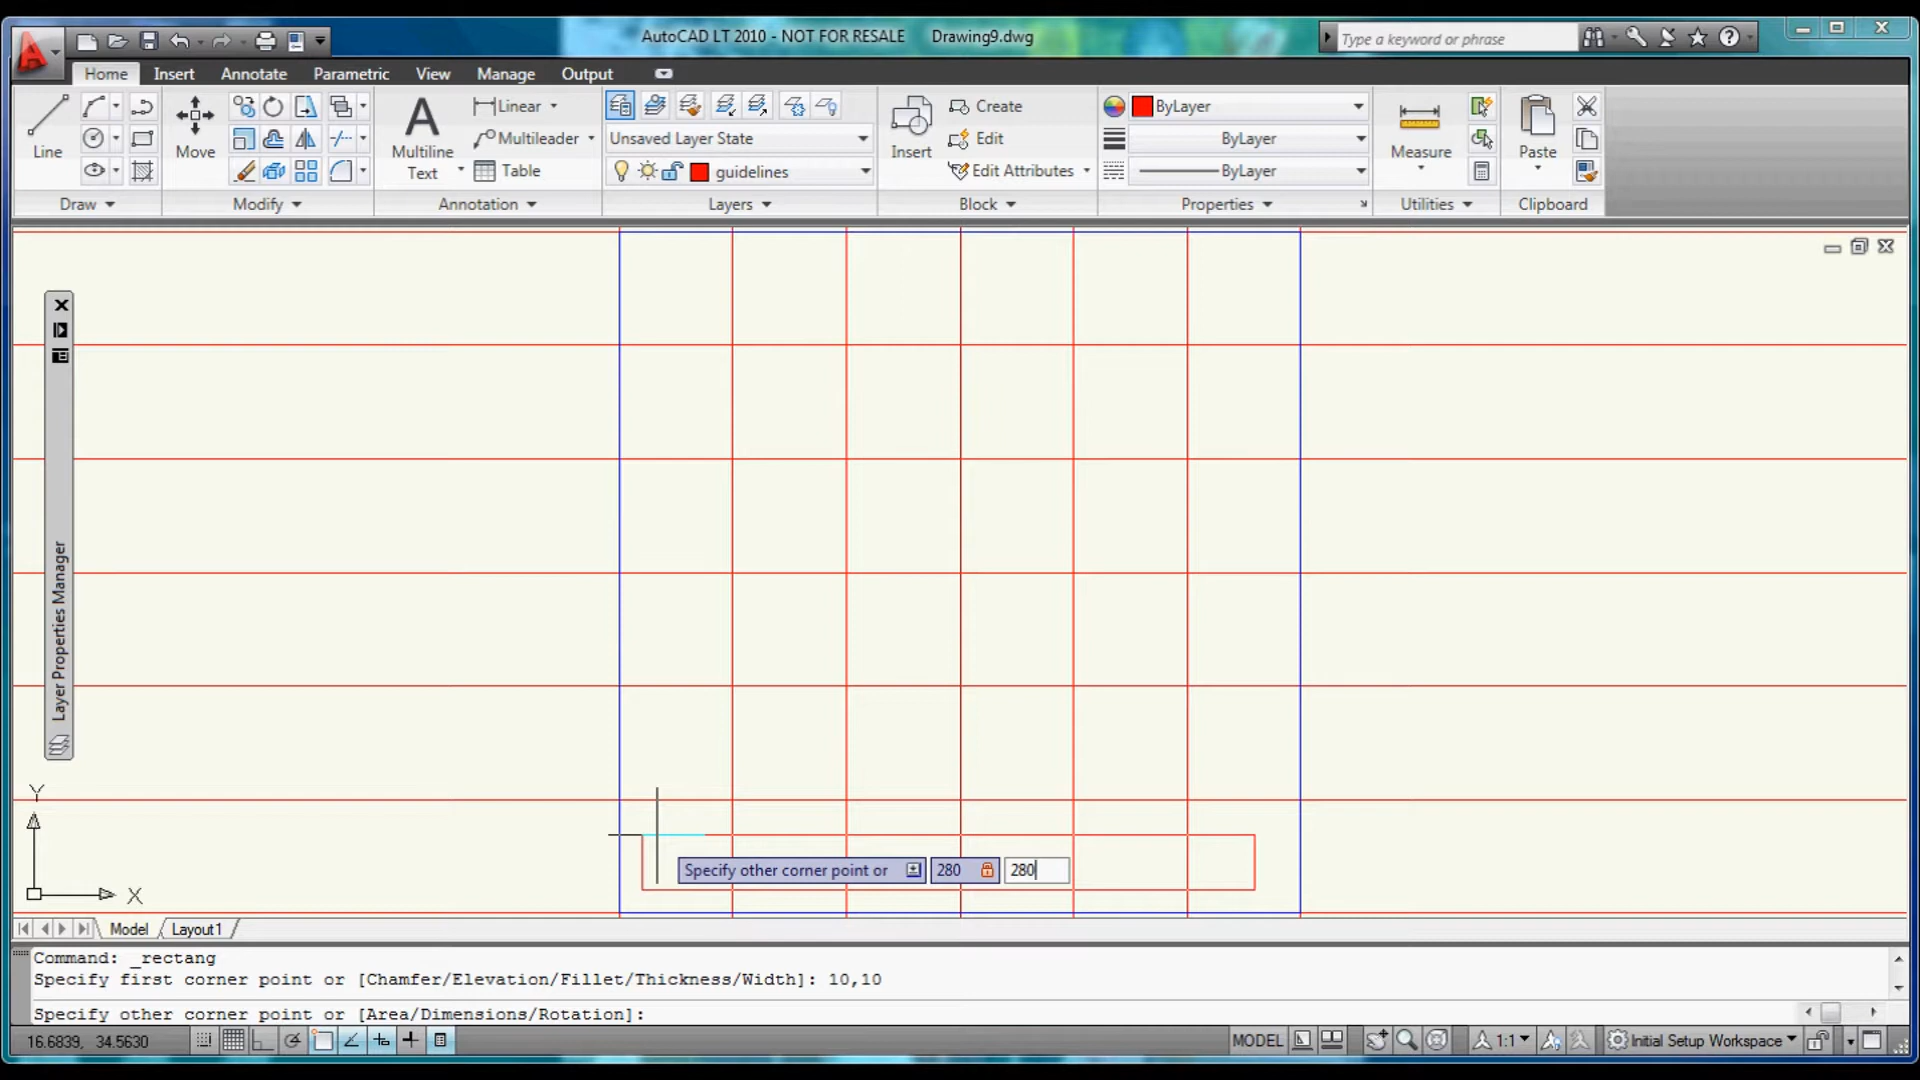 AutoCAD LT 2010 - NOT FOR RESALE Drawing9.dwg
Type a keyword or phrase
Home Insert Annotate Parametric View Manage Output
Line
Move
A
Multiline Text
Linear
Multileader
Table
Unsaved Layer State
guidelines
Insert
Create
Edit
Edit Attributes
ByLayer
ByLayer
ByLayer
Measure
Paste
Draw Modify Annotation Layers Block Properties Utilities Clipboard
Layer Properties Manager
Y
X
Specify other corner point or 280 280
Model Layout1
Command: _rectang
Specify first corner point or [Chamfer/Elevation/Fillet/Thickness/Width]: 10,10
Specify other corner point or [Area/Dimensions/Rotation]:
16.6839, 34.5630 MODEL 1:1 Initial Setup Workspace